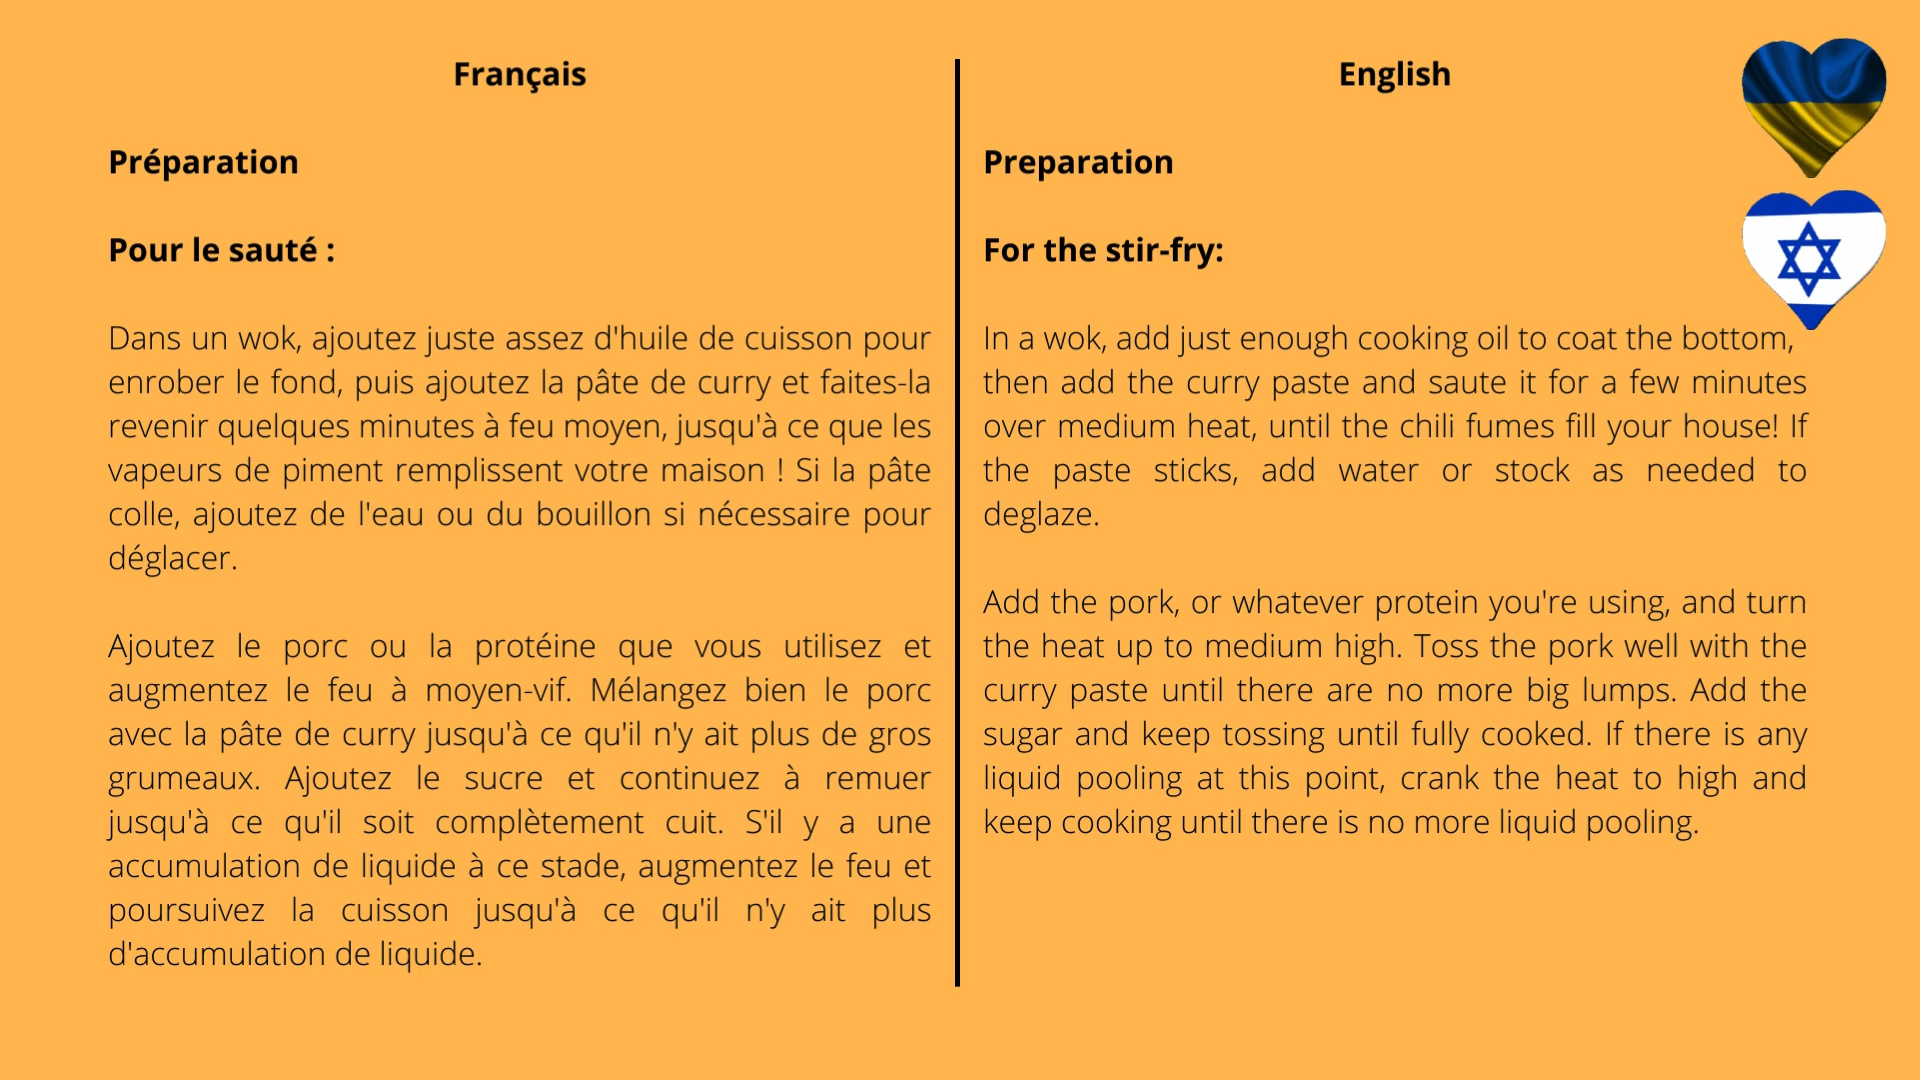 Français
Préparation
Pour le sauté :
Dans un wok, ajoutez juste assez d'huile de cuisson pour
enrober le fond, puis ajoutez la pâte de curry et faites-la
revenir quelques minutes à feu moyen, jusqu'à ce que les
vapeurs de piment remplissent votre maison ! Si la pâte
colle, ajoutez de l'eau ou du bouillon si nécessaire pour
déglacer.
Ajoutez le porc ou la protéine que vous utilisez et
augmentez le feu à moyen-vif. Mélangez bien le porc
avec la pâte de curry jusqu'à ce qu'il n'y ait plus de gros
grumeaux. Ajoutez le sucre et continuez à remuer
jusqu'à ce qu'il soit complètement cuit. S'il y a une
accumulation de liquide à ce stade, augmentez le feu et
poursuivez la cuisson jusqu'à ce qu'il n'y ait plus
d'accumulation de liquide.
English
Preparation
For the stir-fry:
In a wok, add just enough cooking oil to coat the bottom,
then add the curry paste and saute it for a few minutes
over medium heat, until the chili fumes fill your house! If
the paste sticks, add water or stock as needed to
deglaze.
Add the pork, or whatever protein you're using, and turn
the heat up to medium high. Toss the pork well with the
curry paste until there are no more big lumps. Add the
sugar and keep tossing until fully cooked. If there is any
liquid pooling at this point, crank the heat to high and
keep cooking until there is no more liquid pooling.